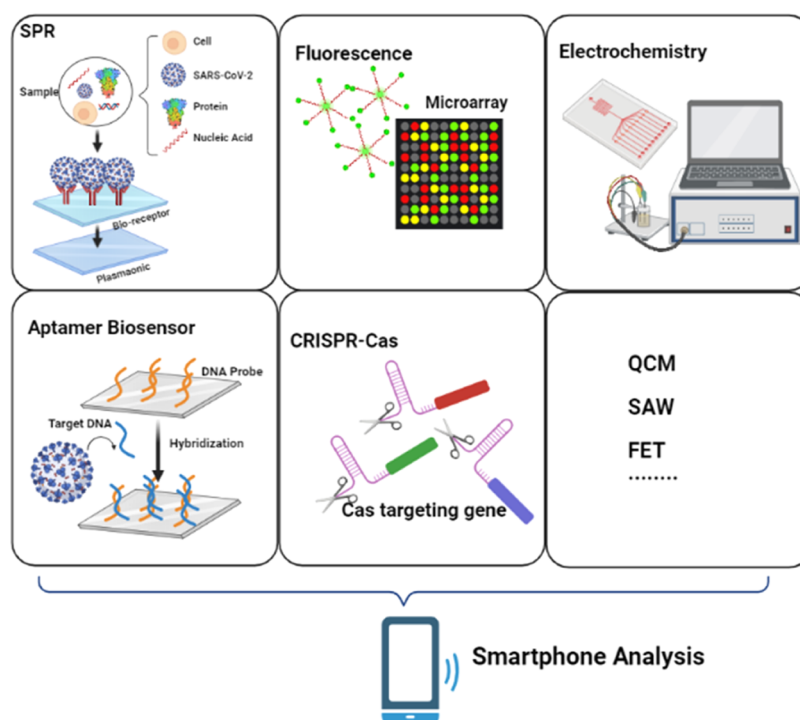 SPR
Cell
SARS-CoV-2
Sample
Protein
Nucleic Acid
Bio-receptor
Plasmaonic
Fluorescence
Microarray
Electrochemistry
Aptamer Biosensor
DNA Probe
Target DNA
Hybridization
CRISPR-Cas
Cas targeting gene
QCM
SAW
FET
........
Smartphone Analysis